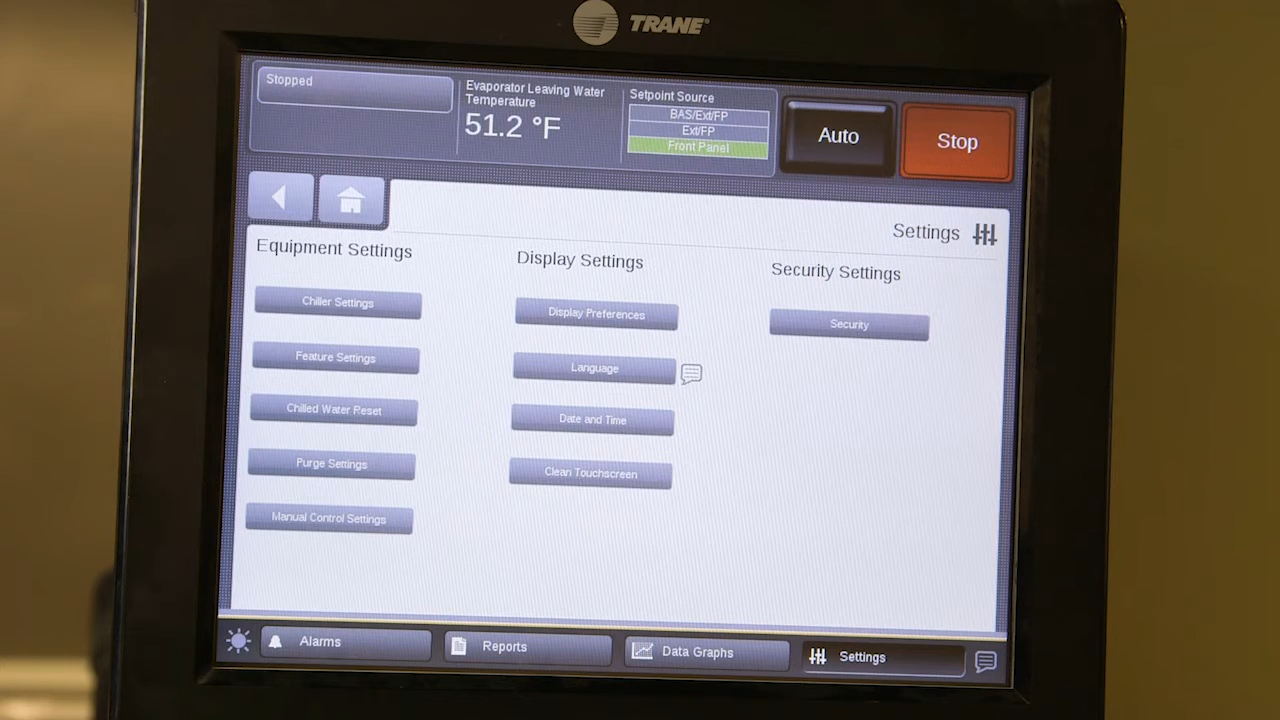 TRANE
Stopped
Evaporator Leaving Water
Temperature
51.2 °F
Setpoint Source
BAS/Ext/FP
Ext/FP
Front Panel
Auto
Stop
Settings
Equipment Settings
Chiller Settings
Feature Settings
Chilled Water Reset
Purge Settings
Manual Control Settings
Display Settings
Display Preferences
Language
Date and Time
Clean Touchscreen
Security Settings
Security
Alarms
Reports
Data Graphs
Settings